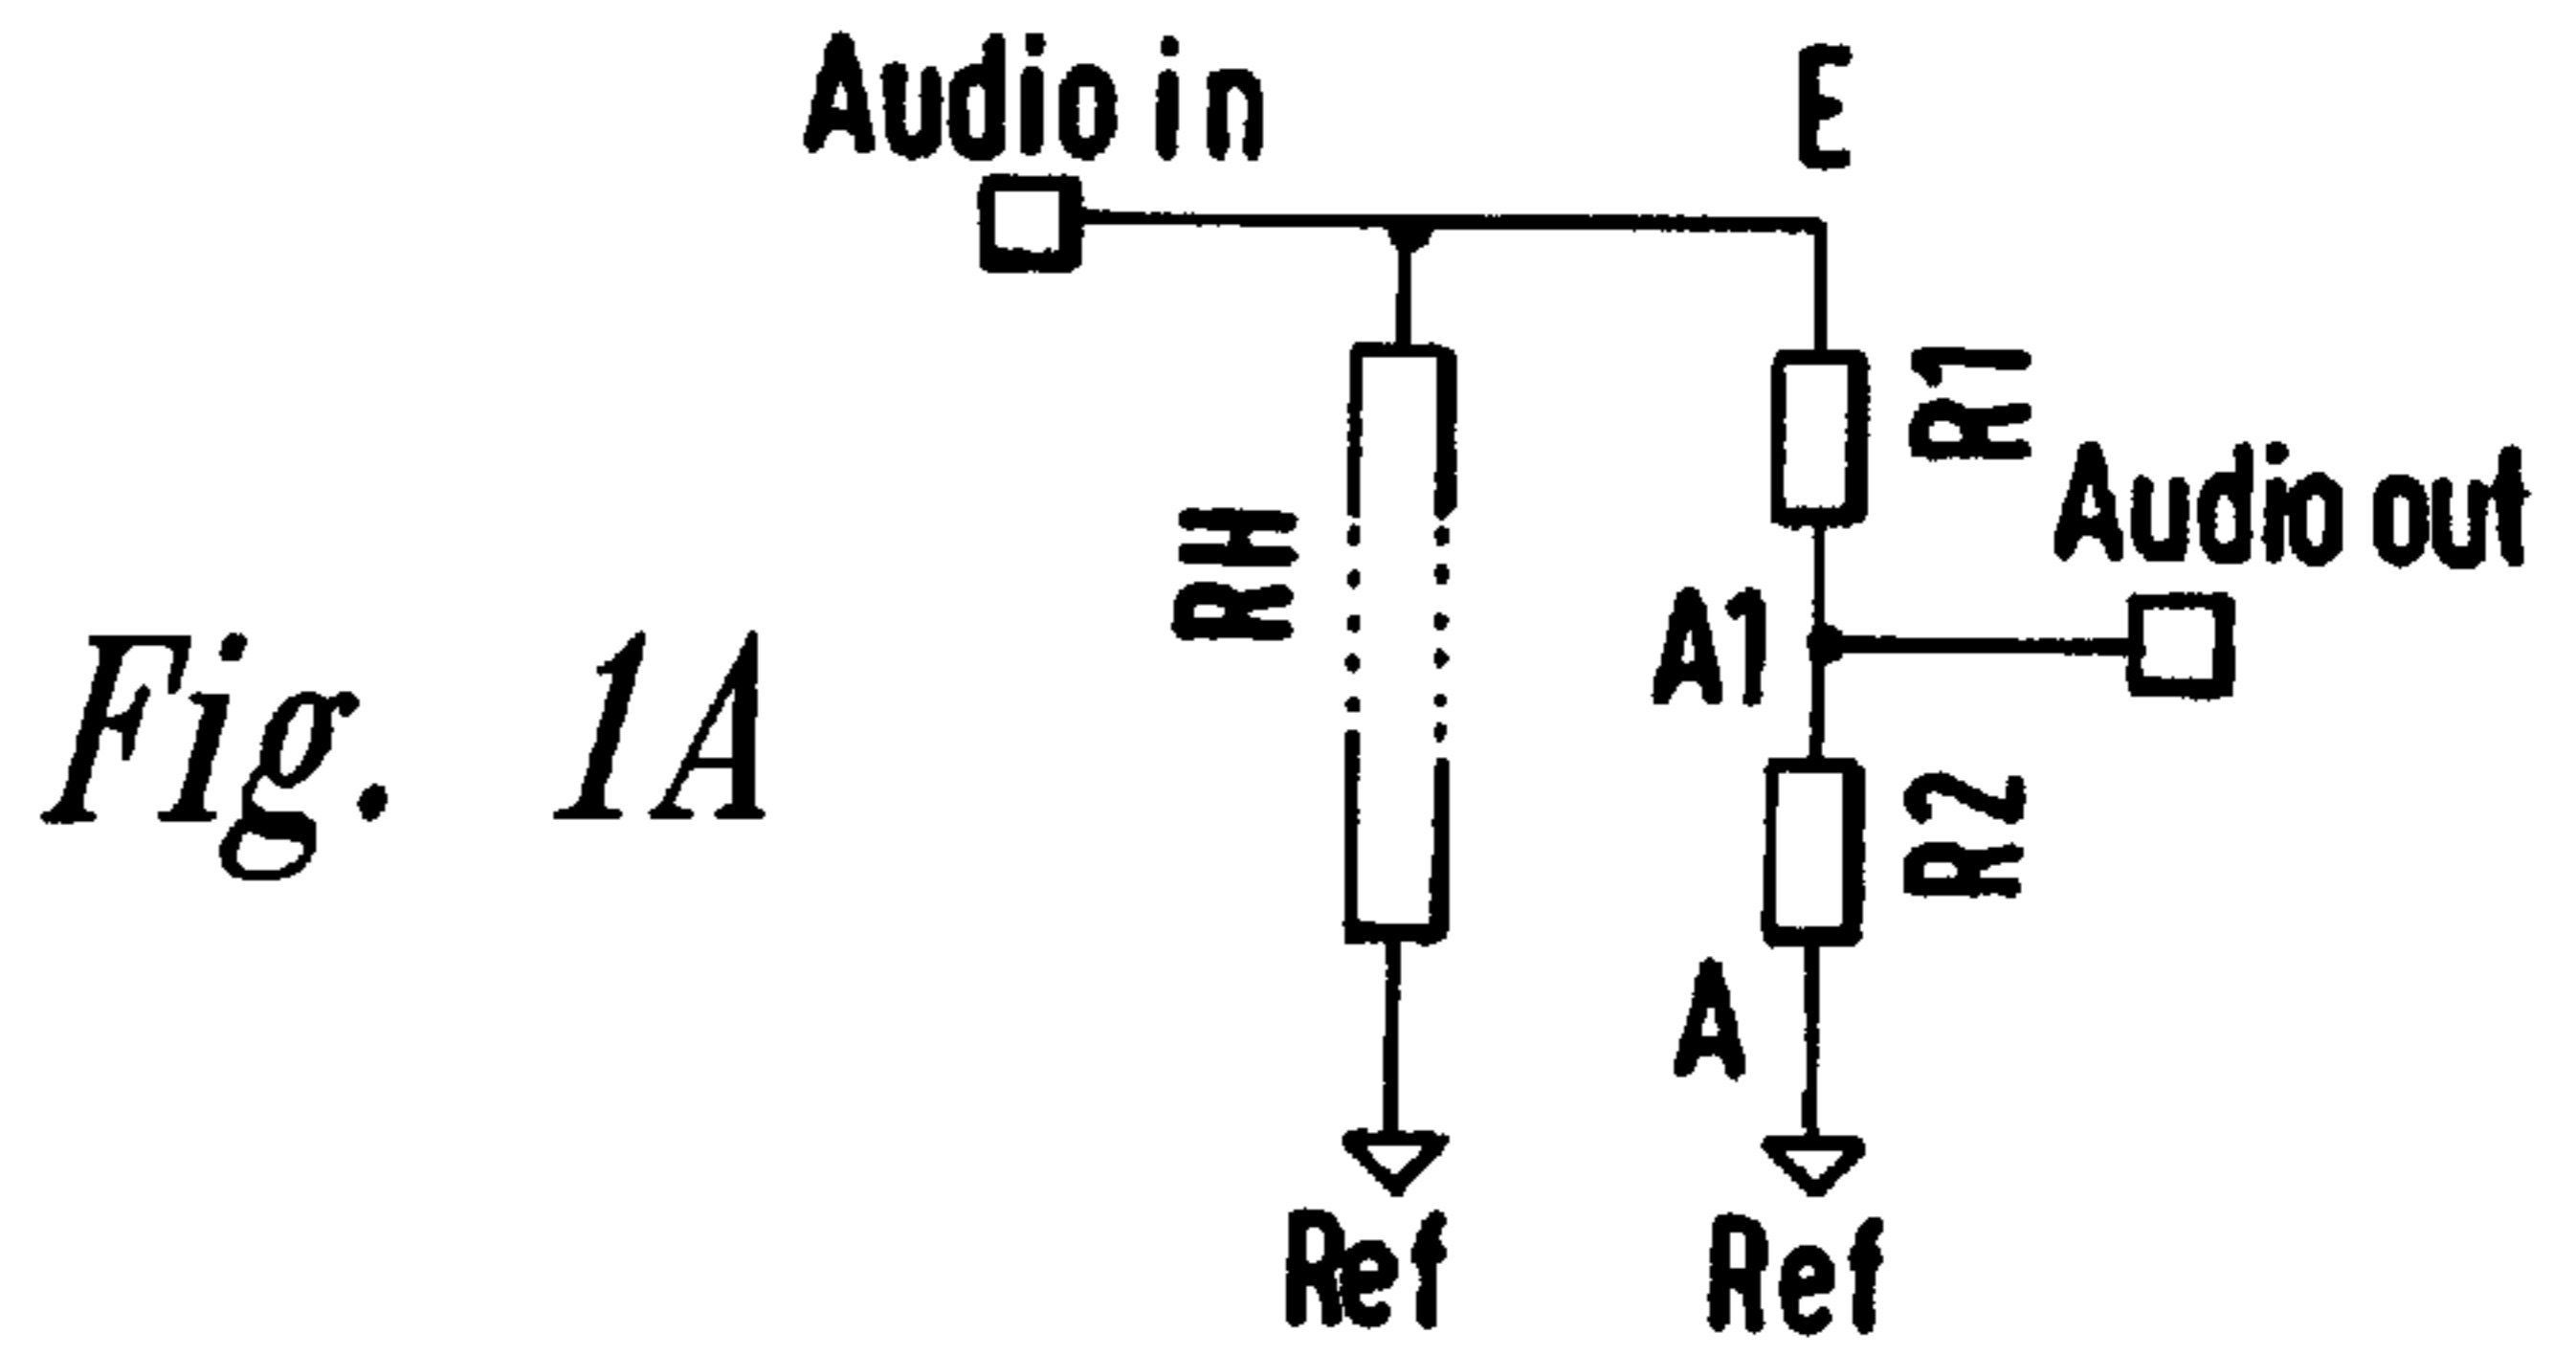 Audio in
E
R1
Audio out
RH
A1
Fig. 1A
R2
A
Ref
Ref